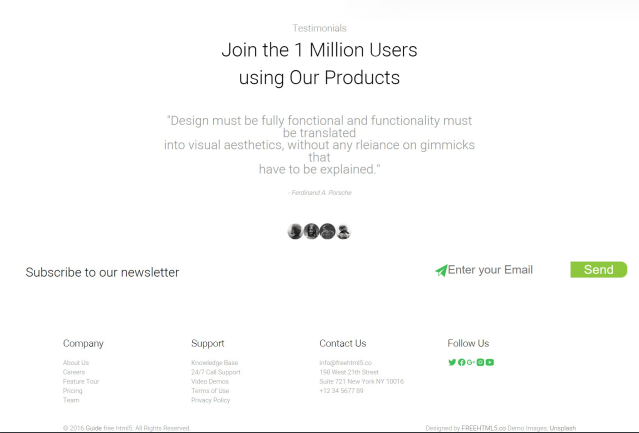 Testimonials
Join the 1 Million Users
using Our Products
"Design must be fully fonctional and functionality must
be translated
into visual aesthetics, without any rleiance on gimmicks
that
have to be explained."
- Ferdinand A. Porsche
Subscribe to our newsletter
Enter your Email
Send
Company
Support
Contact Us
Follow Us
About Us
Knowledge Base
info@freehtml5.co
Careers
24/7 Call Support
198 West 21th Street
Feature Tour
Video Demos
Suite 721 New York NY 10016
Pricing
Terms of Use
+12 34 5677 89
Team
Privacy Policy
© 2016 Guide free html5. All Rights Reserved.
Designed by FREEHTML5.co Demo Images: Unsplash